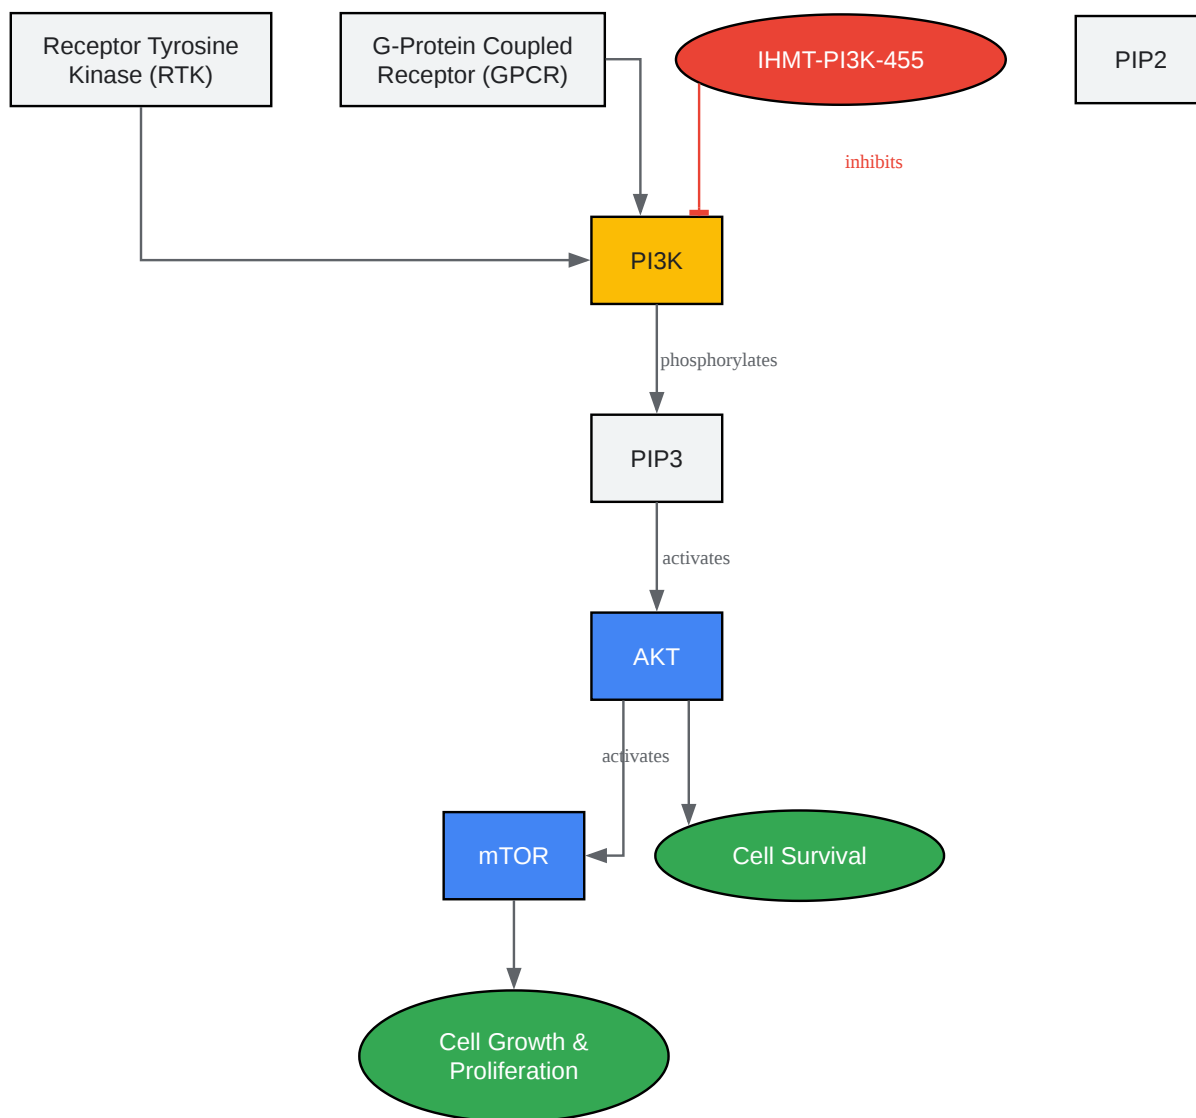 Receptor Tyrosine
Kinase (RTK)
G-Protein Coupled
Receptor (GPCR)
IHMT-PI3K-455
PIP2
inhibits
PI3K
phosphorylates
PIP3
activates
AKT
activates
mTOR
Cell Survival
Cell Growth &
Proliferation